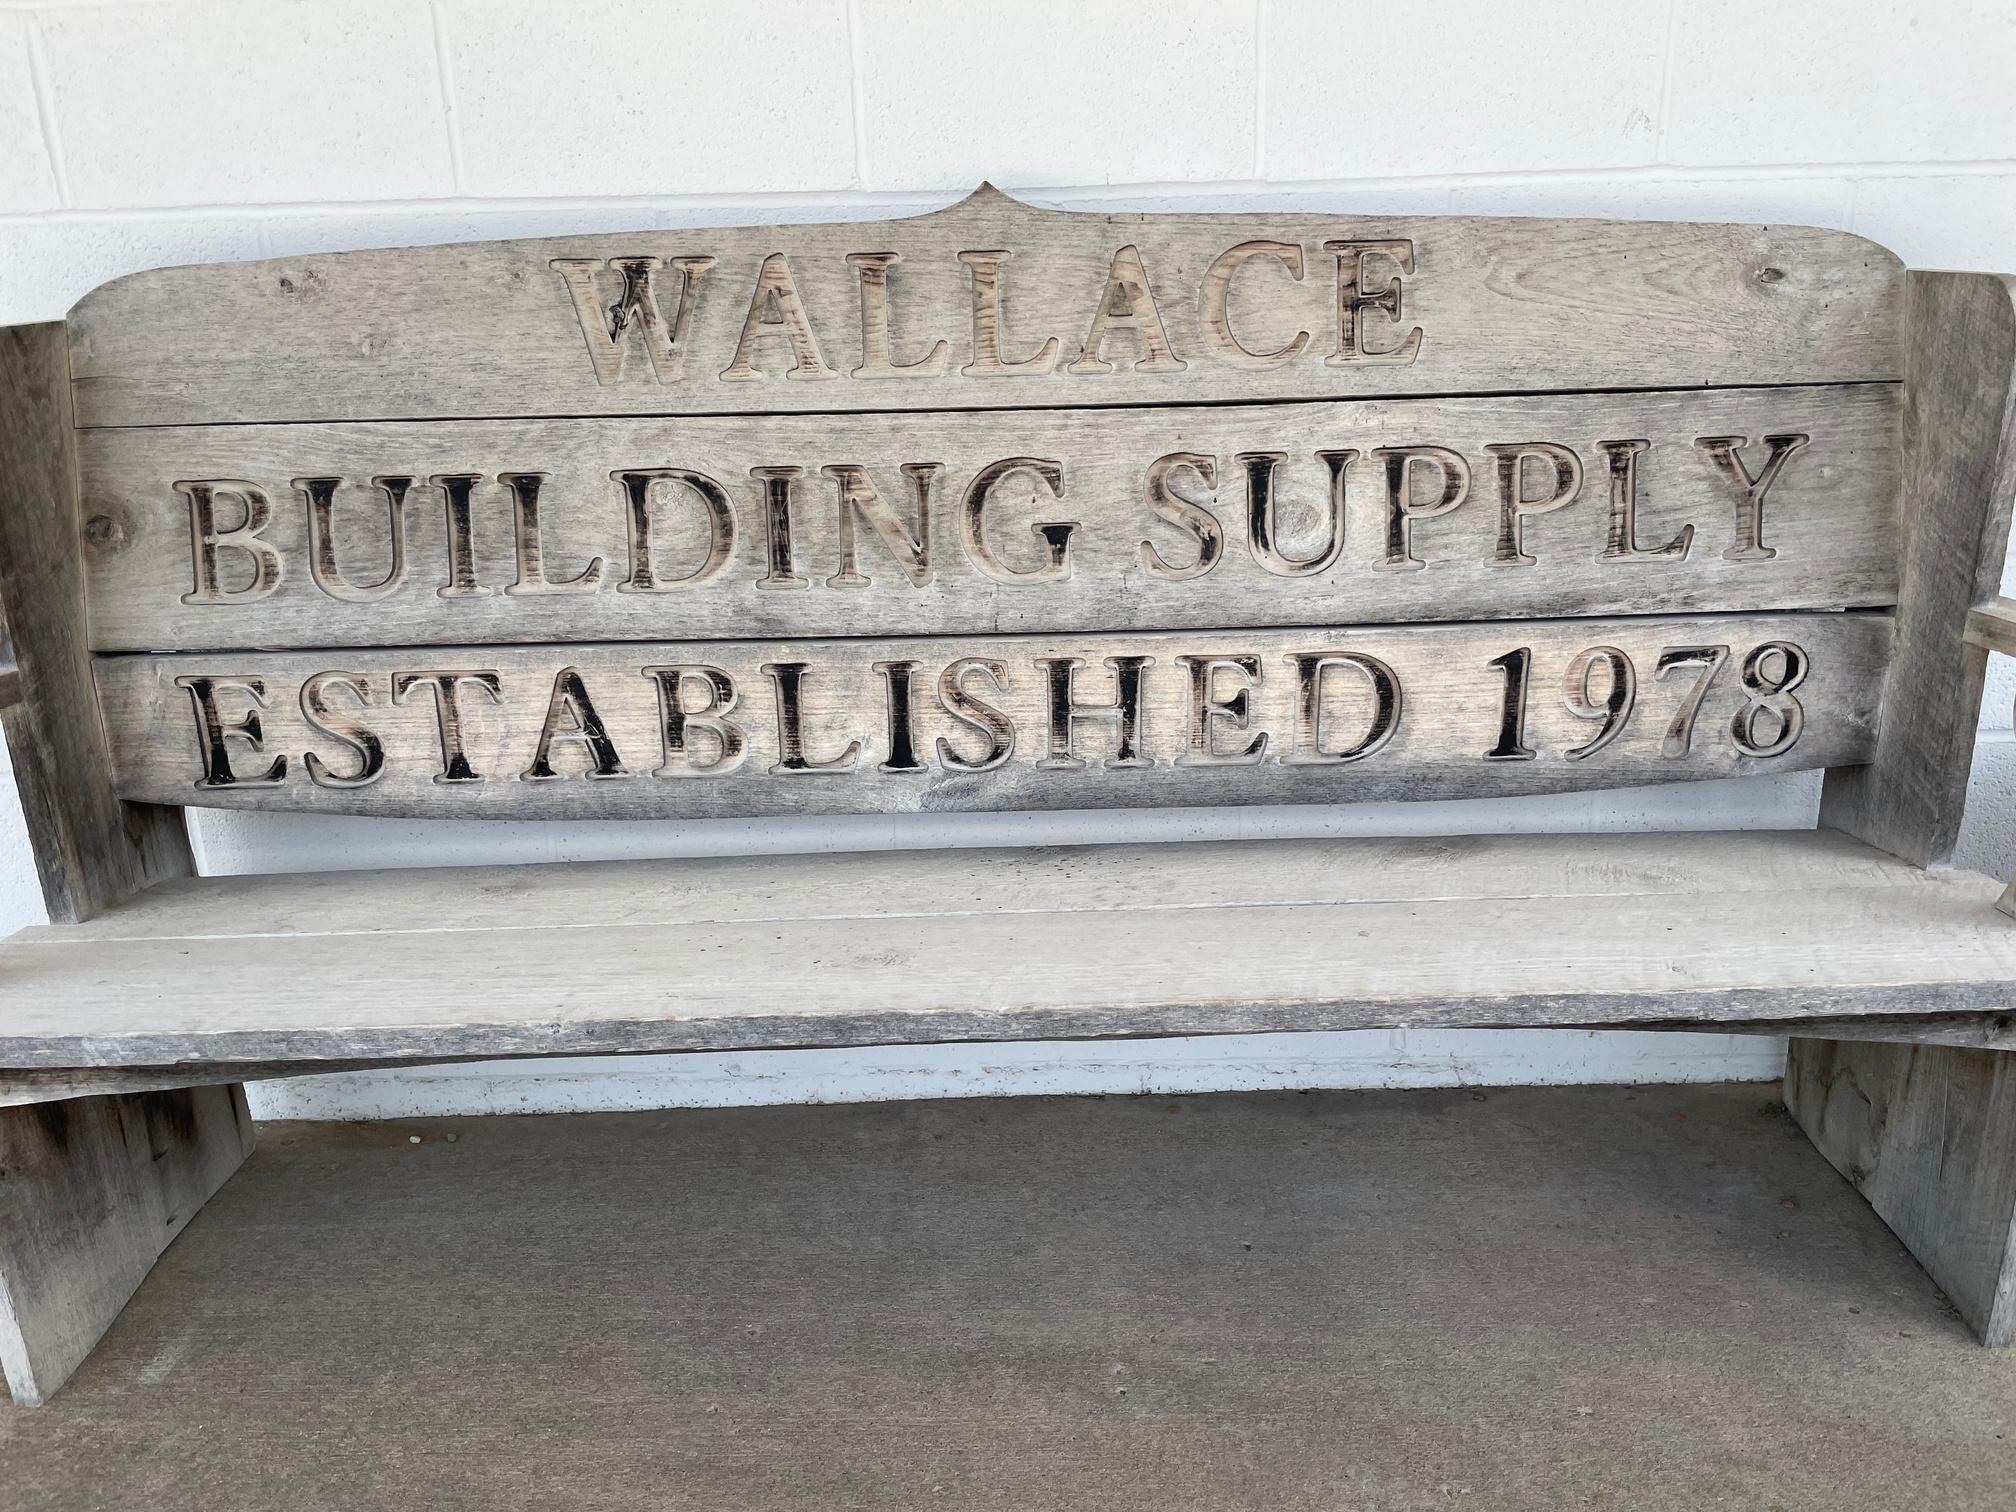 WALLACE
BUILDING SUPPLY
ESTABLISHED 1978